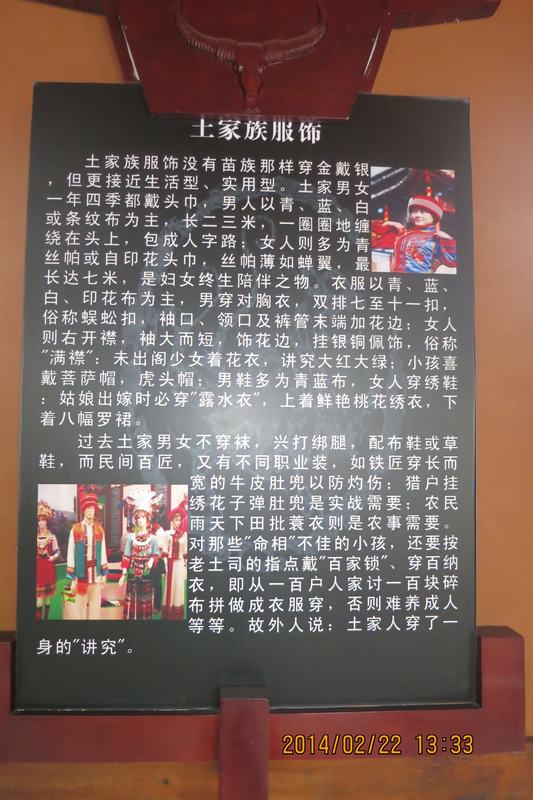 土家族服饰
土家族服饰没有苗族那样穿金戴银
，但更接近生活型、实用型。土家男女
一年四季都戴头巾，男人以青、蓝、白
或条纹布为主，长二三米，一圈圈地缠
绕在头上，包成人字路；女人则多为青
丝帕或自印花头巾，丝帕薄如蝉翼，最
长达七米，是妇女终生陪伴之物。衣服以青、蓝、
白、印花布为主，男穿对胸衣，双排七至十一扣，
俗称蜈蚣扣，袖口、领口及裤管末端加花边；女人
则右开襟，袖大而短，饰花边，挂银铜佩饰，俗称
"满襟"：未出阁少女着花衣，讲究大红大绿；小孩喜
戴菩萨帽，虎头帽；男鞋多为青蓝布，女人穿绣鞋
：姑娘出嫁时必穿"露水衣"，上着鲜艳桃花绣衣，下
着八幅罗裙。
过去土家男女不穿袜，兴打绑腿，配布鞋或草
鞋，而民间百匠，又有不同职业装，如铁匠穿长而
宽的牛皮肚兜以防灼伤；猎户挂
绣花子弹肚兜是实战需要；农民
雨天下田批蓑衣则是农事需要。
对那些"命相"不佳的小孩，还要按
老土司的指点戴"百家锁"、穿百纳
衣，即从一百户人家讨一百块碎
布拼做成衣服穿，否则难养成人
等等。故外人说：土家人穿了一
身的"讲究"。
2014/02/22 13:33